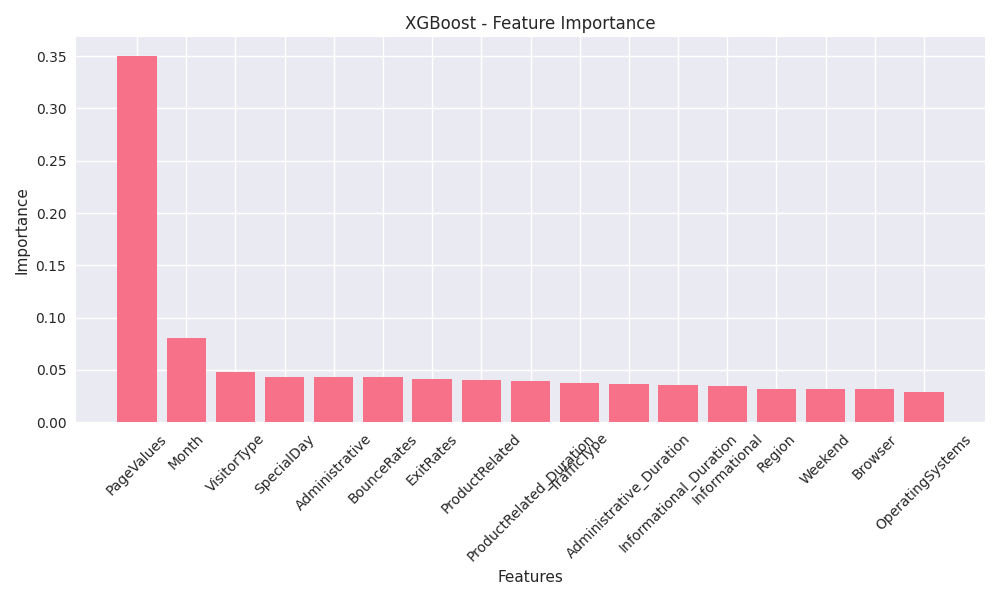 XGBoost - Feature Importance
Importance
0.35
0.30
0.25
0.20
0.15
0.10
0.05
0.00
PageValues
Month
VisitorType
SpecialDay
Administrative
BounceRates
ExitRates
ProductRelated
ProductRelated_Duration
TrafficType
Administrative_Duration
Informational_Duration
Informational
Region
Weekend
Browser
OperatingSystems
Features